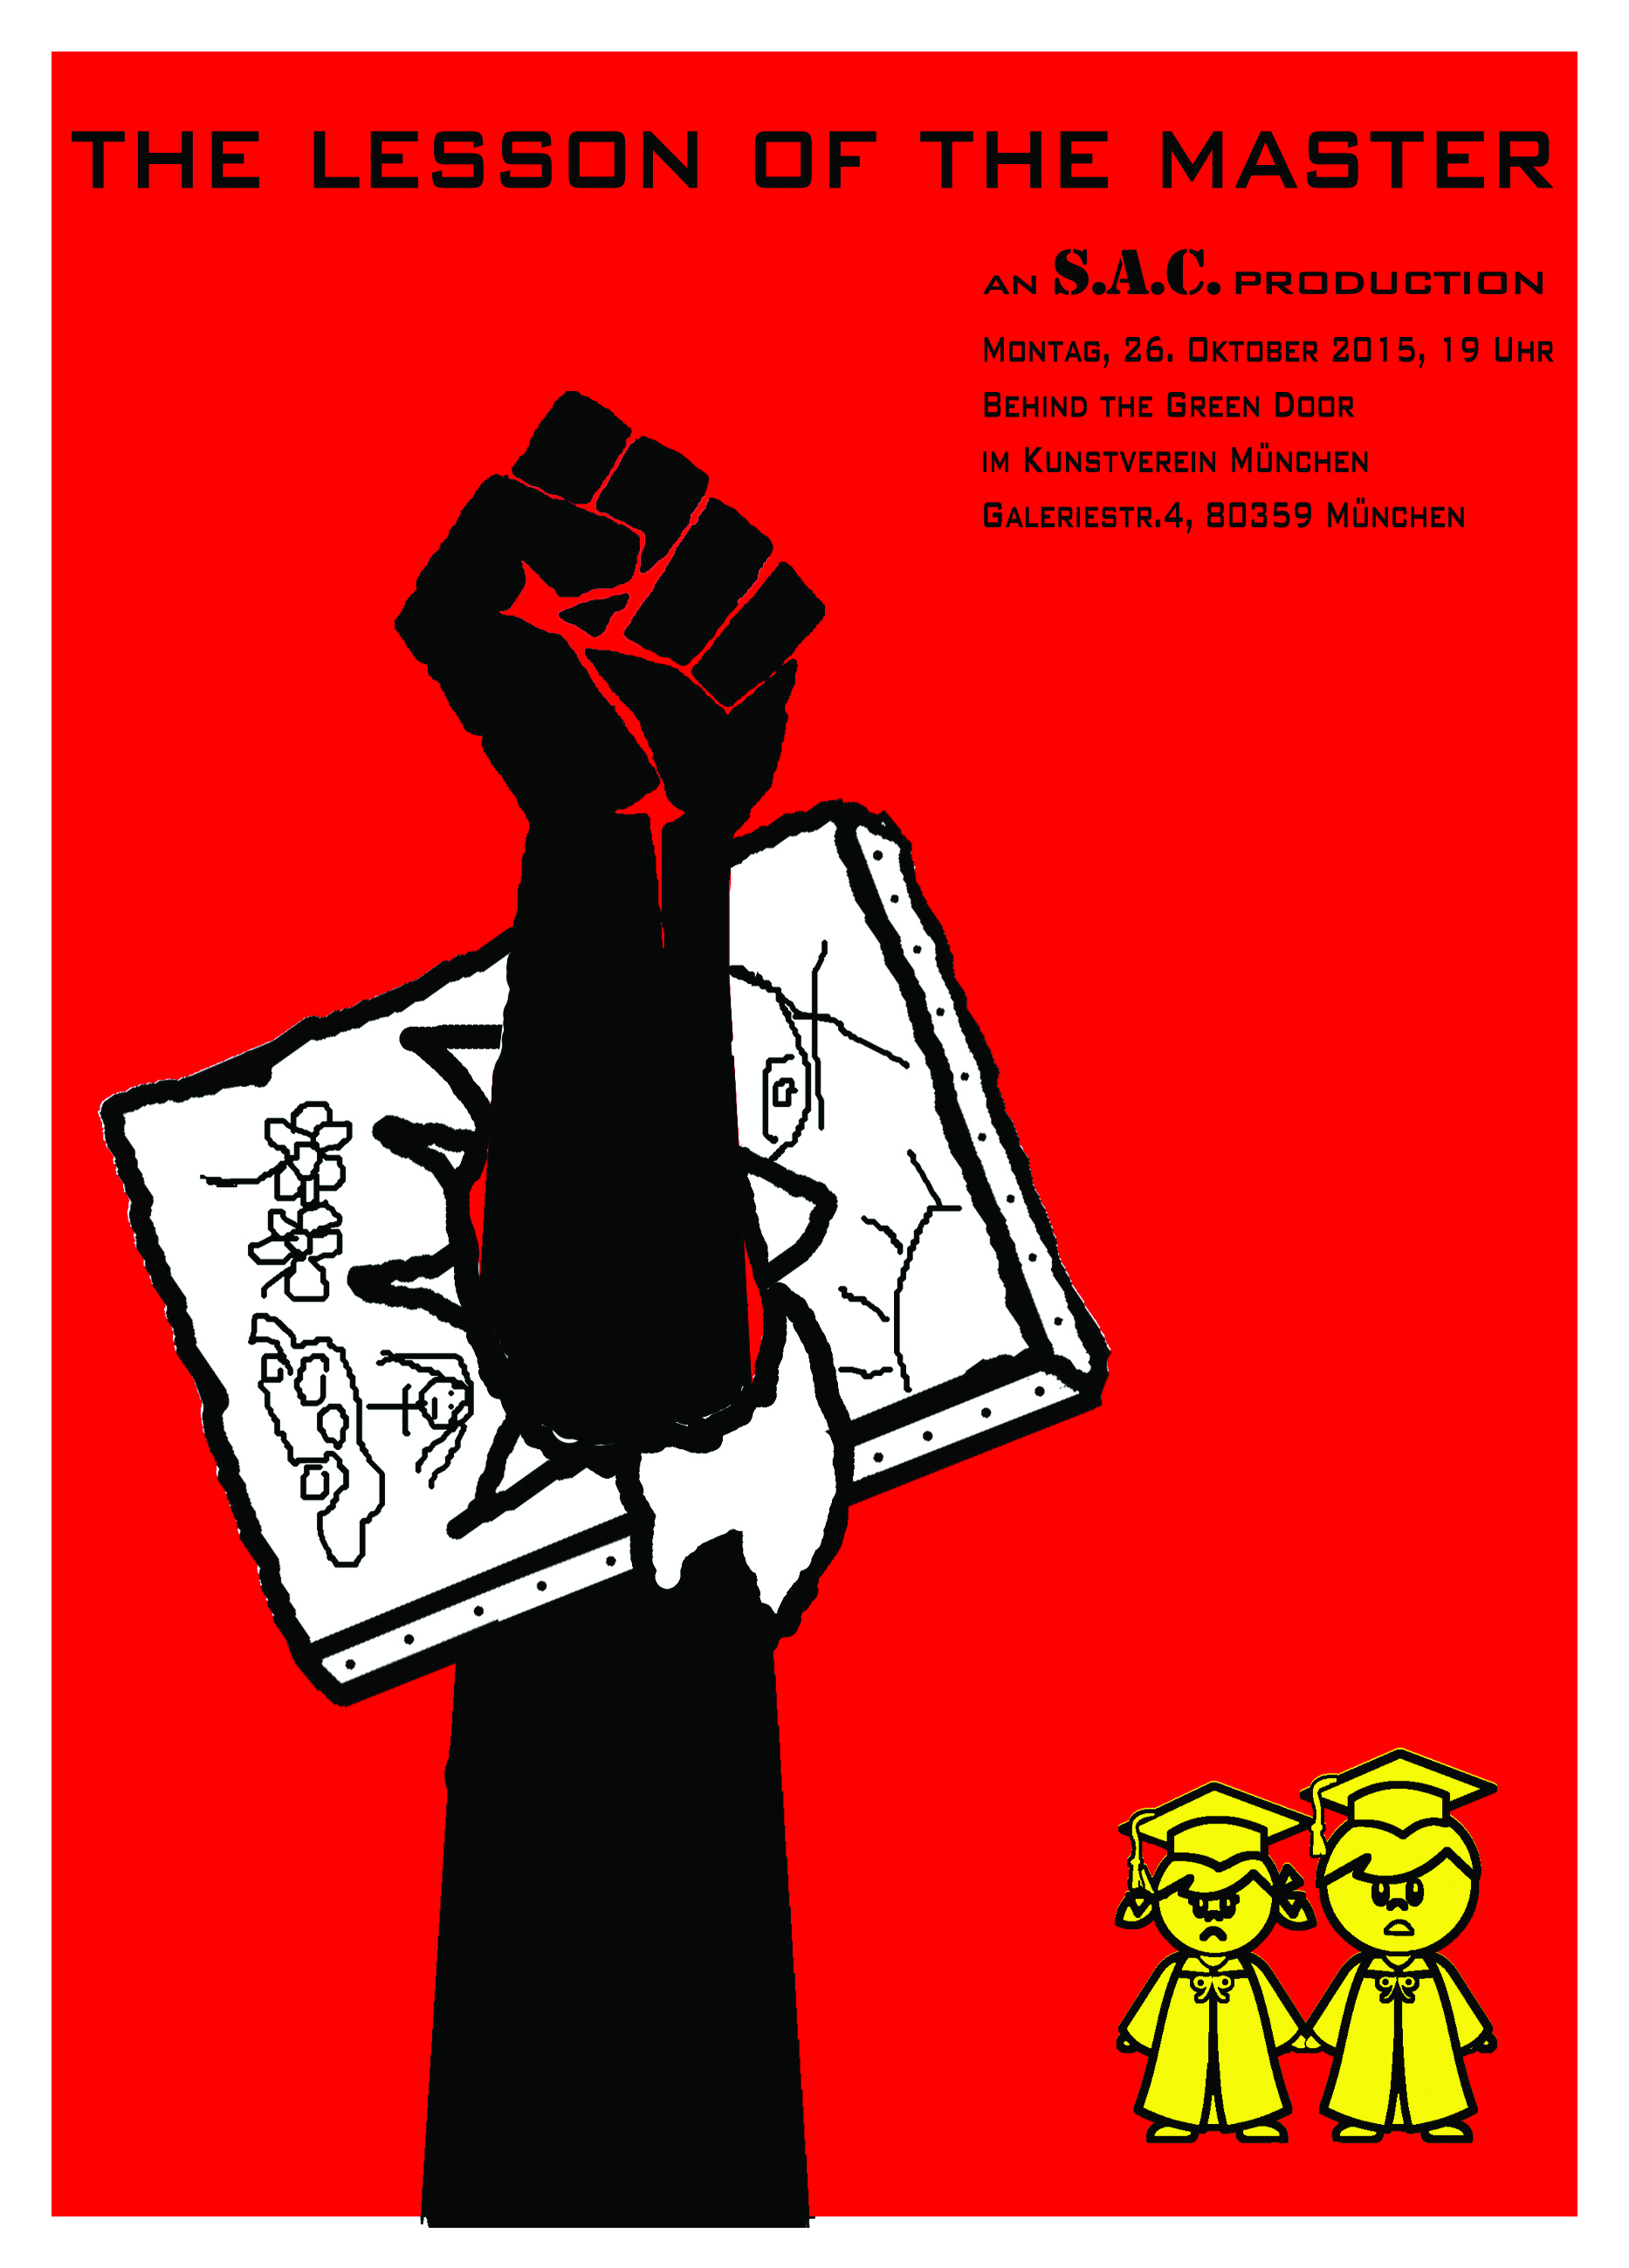 THE LESSON OF THE MASTER
AN S.A.C. PRODUCTION
MONTAG, 26. OKTOBER 2015, 19 UHR
BEHIND THE GREEN DOOR
IM KUNSTVEREIN MÜNCHEN
GALERIESTR.4, 80359 MÜNCHEN